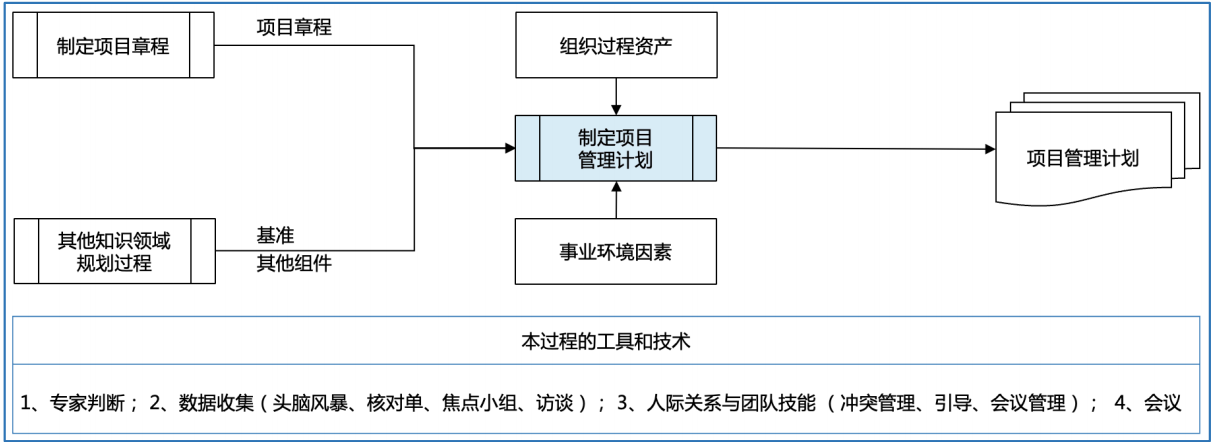 制定项目章程
项目章程
组织过程资产
制定项目
管理计划
项目管理计划
其他知识领域
规划过程
基准
其他组件
事业环境因素
本过程的工具和技术
1、专家判断；2、数据收集（头脑风暴、核对单、焦点小组、访谈）；3、人际关系与团队技能（冲突管理、引导、会议管理）； 4、会议